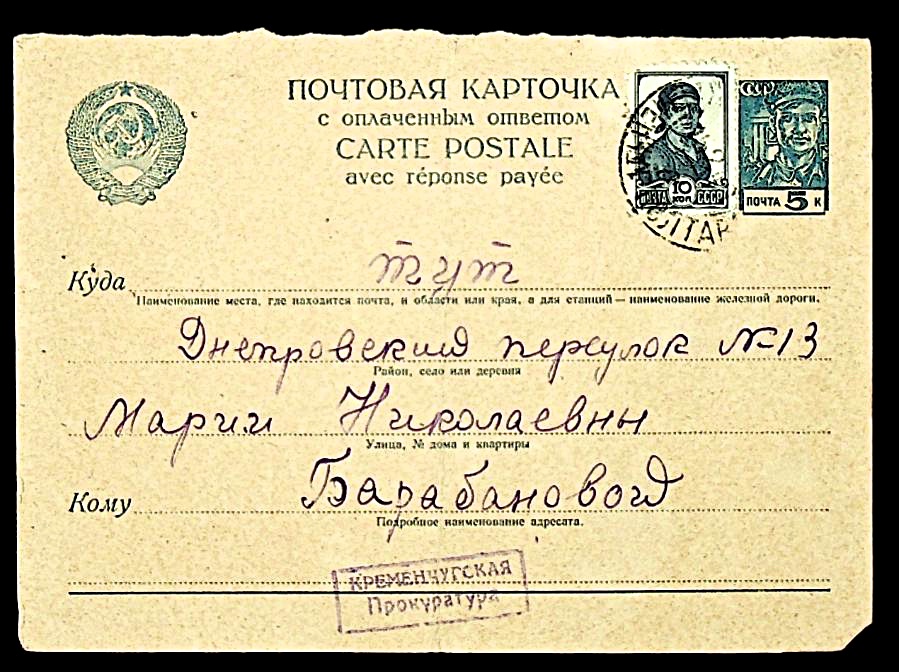 ПОЧТОВАЯ КАРТОЧКА
с оплаченным ответом
CARTE POSTALE
avec réponse payée
10 КОП
ПОЧТА СССР
СССР
ПОЧТА 5 К
Куда тут
Наименование места, где находится почта, и области или края, а для станций — наименование железной дороги.
Днепровский переулок №13
Район, село или деревня
Марии Николаевны
Улица, № дома и квартиры
Кому Барабановой
Подробное наименование адресата.
КРЕМЕНЧУГСКАЯ
Прокуратура